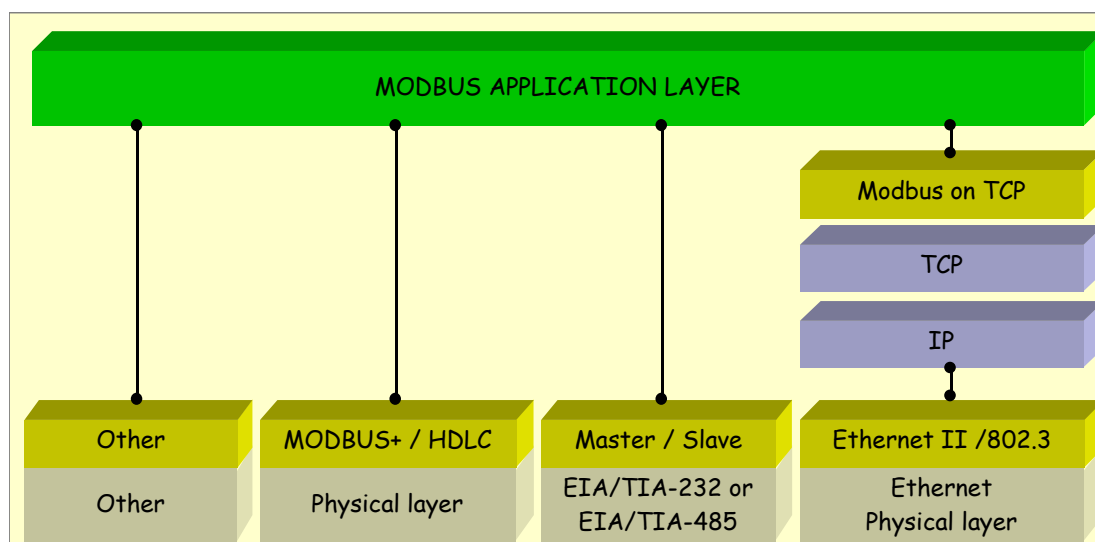 MODBUS APPLICATION LAYER
Modbus on TCP
TCP
IP
Other
MODBUS+ / HDLC
Master / Slave
Ethernet II /802.3
Other
Physical layer
EIA/TIA-232 or
EIA/TIA-485
Ethernet
Physical layer